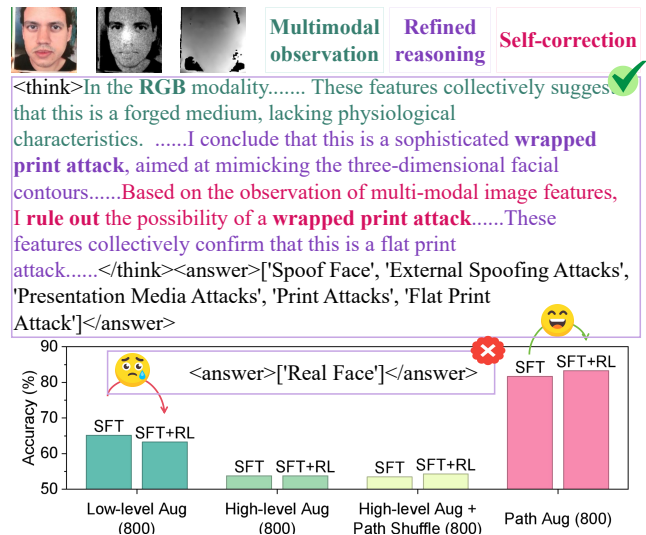 Multimodal observation
Refined reasoning
Self-correction
<think>In the RGB modality....... These features collectively suggest
that this is a forged medium, lacking physiological
characteristics. ......I conclude that this is a sophisticated wrapped
print attack, aimed at mimicking the three-dimensional facial
contours......Based on the observation of multi-modal image features,
I rule out the possibility of a wrapped print attack......These
features collectively confirm that this is a flat print
attack......</think><answer>['Spoof Face', 'External Spoofing Attacks',
'Presentation Media Attacks', 'Print Attacks', 'Flat Print
Attack']</answer>
<answer>['Real Face']</answer>
Accuracy (%)
90
80
70
60
50
SFT
SFT+RL
SFT
SFT+RL
SFT
SFT+RL
SFT
SFT+RL
Low-level Aug
(800)
High-level Aug
(800)
High-level Aug +
Path Shuffle (800)
Path Aug (800)